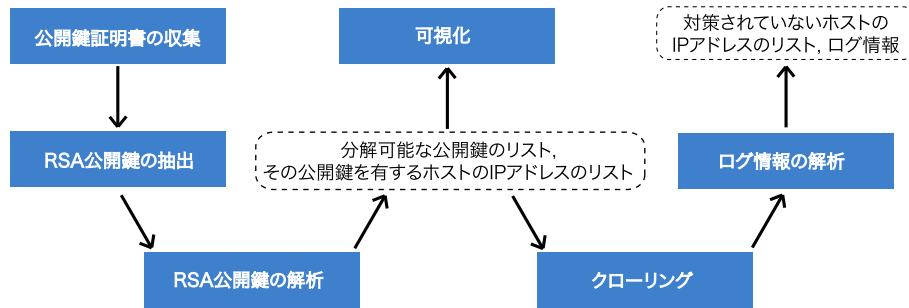 公開鍵証明書の収集
可視化
対策されていないホストの
IPアドレスのリスト, ログ情報
RSA公開鍵の抽出
分解可能な公開鍵のリスト,
その公開鍵を有するホストのIPアドレスのリスト
ログ情報の解析
RSA公開鍵の解析
クローリング